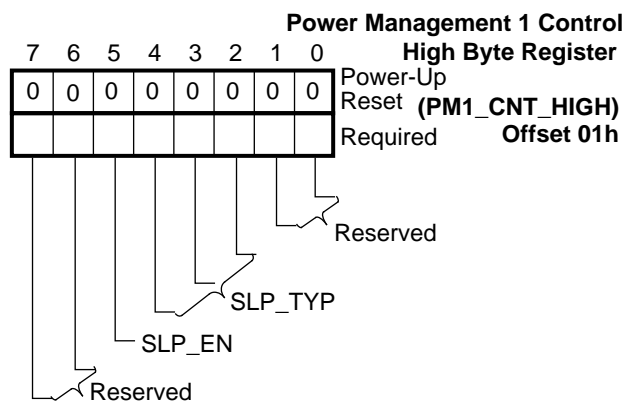 Power Management 1 Control
High Byte Register
(PM1_CNT_HIGH)
Offset 01h
7 6 5 4 3 2 1 0
0 0 0 0 0 0 0 0 Power-Up Reset
Required
Reserved
SLP_TYP
SLP_EN
Reserved